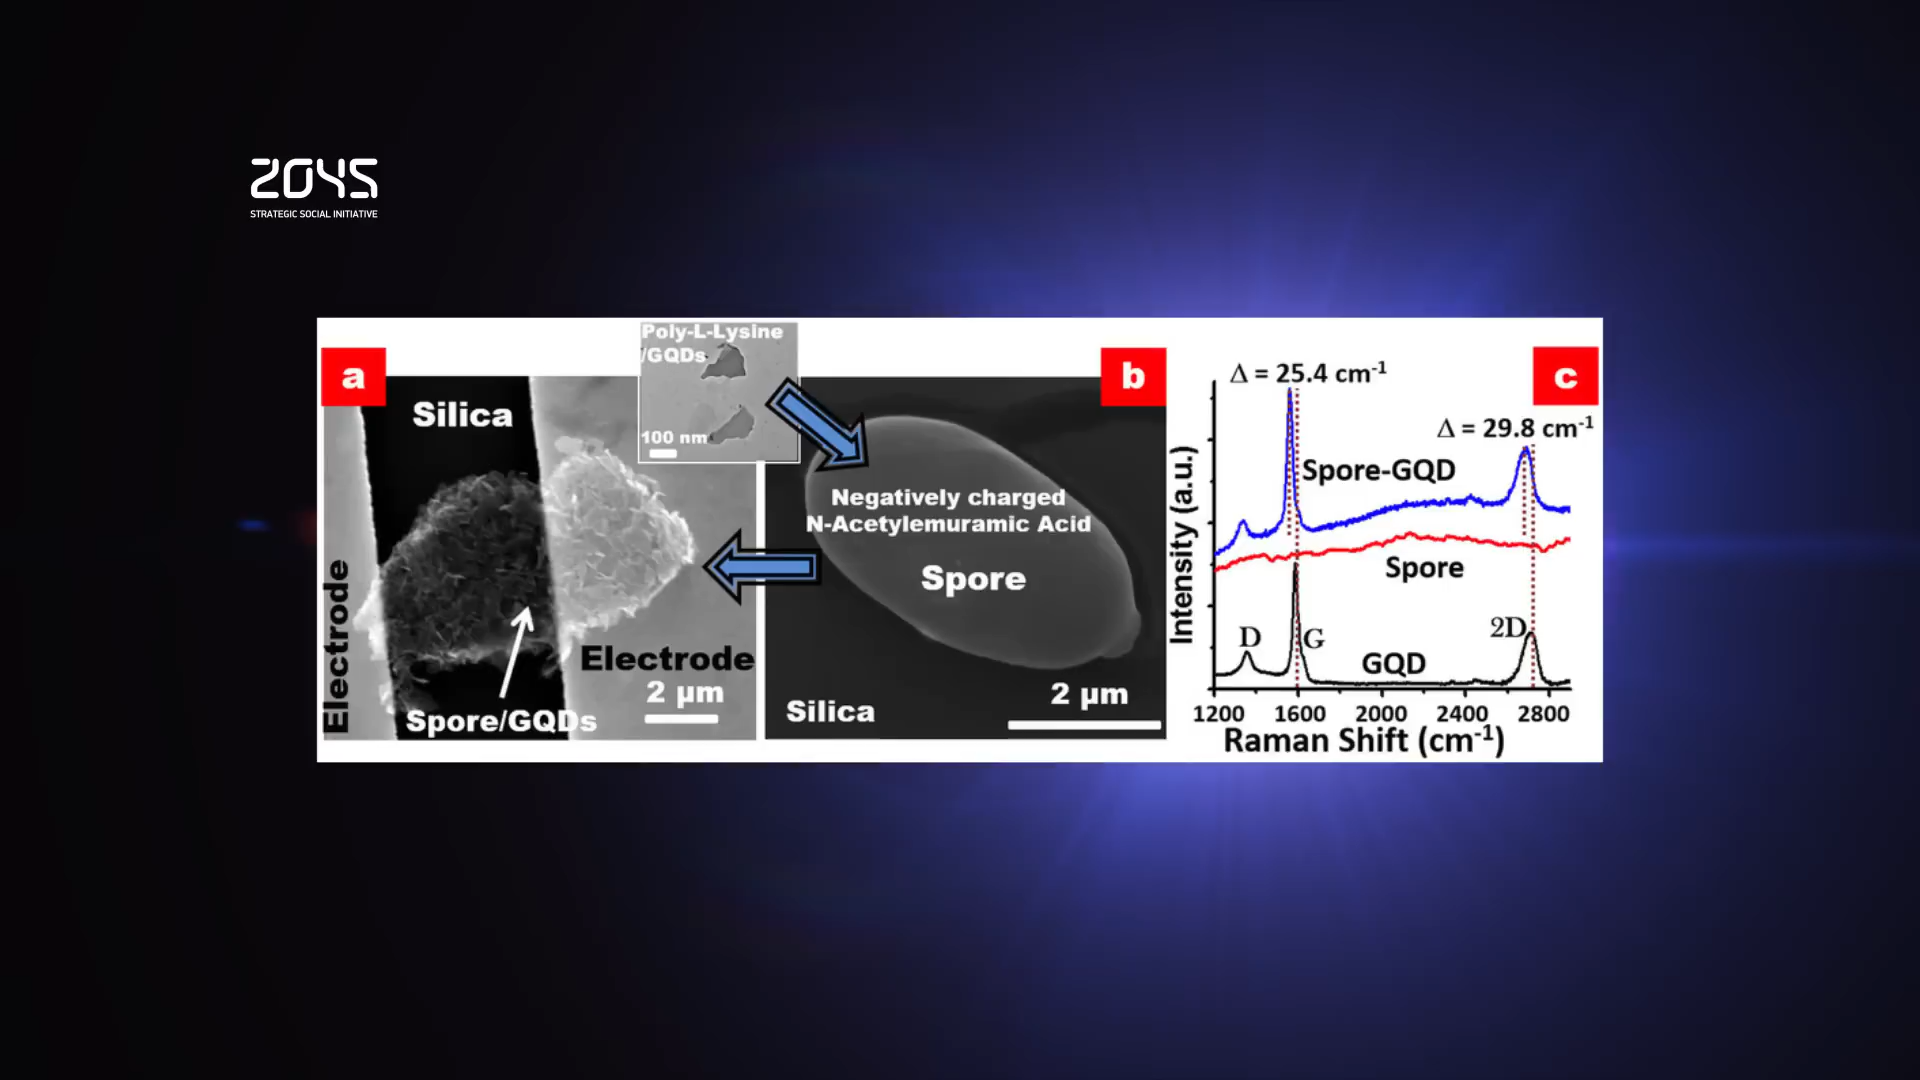 2045
STRATEGIC SOCIAL INITIATIVE
a
Silica
Electrode
Spore/GQDs
Electrode
2 μm
Poly-L-Lysine
/GQDs
100 nm
b
Negatively charged
N-Acetylemuramic Acid
Spore
Silica
2 μm
c
Δ = 25.4 cm-1
Δ = 29.8 cm-1
Spore-GQD
Spore
D
G
2D
GQD
Intensity (a.u.)
1200 1600 2000 2400 2800
Raman Shift (cm-1)